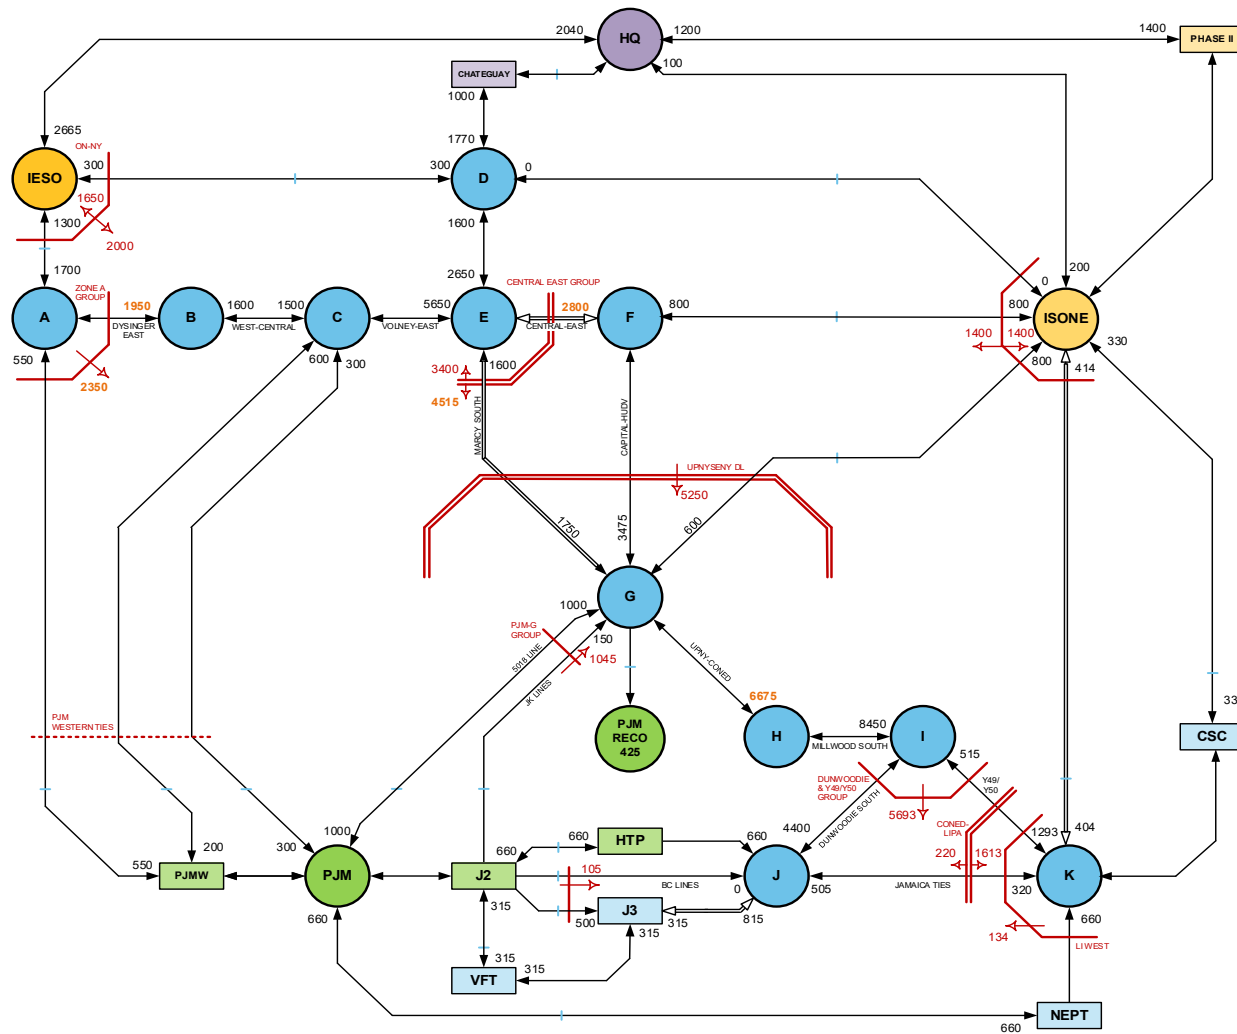 2040
HQ
1200
1400
PHASE II
100
CHATEGUAY
1000
2665
ON-NY
1770
IESO
300
300
D
0
1650
1300
2000
1600
1700
2650
200
0
ZONE A
GROUP
CENTRAL EAST GROUP
A
1950
B
1600
1500
C
5650
E
2800
F
800
800
ISONE
DYSINGER
EAST
WEST-CENTRAL
VOLNEY-EAST
CENTRAL-EAST
1400
1400
330
550
600
300
1600
800
414
2350
3400
4515
MARCY SOUTH
CAPITAL-HUDV
UPNYSENY DL
5250
1750
3475
600
G
1000
PJM-G
GROUP
150
1045
5018 LINE
JK LINES
UPNY-CONED
6675
PJM
WESTERN TIES
PJM
RECO
425
H
8450
I
MILLWOOD SOUTH
515
33
CSC
DUNWOODIE
& Y49/Y50
GROUP
DUNWOODIE SOUTH
Y49/
Y50
5693
CONED-
LIPA
1000
300
660
HTP
660
4400
1293
404
550
200
PJMW
PJM
660
J2
105
BC LINES
J
220
1613
K
0
505
JAMAICA TIES
320
660
315
500
J3
315
315
815
660
134
LI WEST
315
VFT
315
NEPT
660